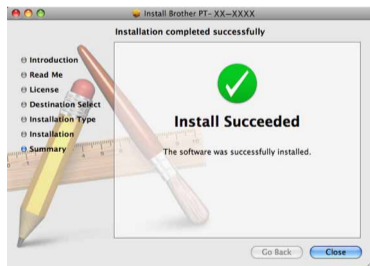 Install Brother PT- XX—XXXX
Installation completed successfully
Introduction
Read Me
License
Destination Select
Installation Type
Installation
Summary
Install Succeeded
The software was successfully installed.
Go Back
Close